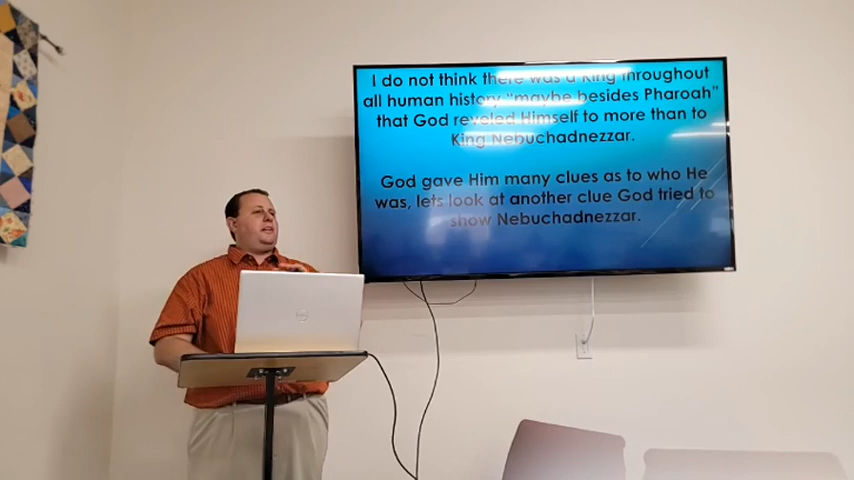 I do not think there was a King throughout
all human history "maybe besides Pharoah"
that God reveled Himself to more than to
King Nebuchadnezzar.
God gave Him many clues as to who He
was, lets look at another clue God tried to
show Nebuchadnezzar.
DELL